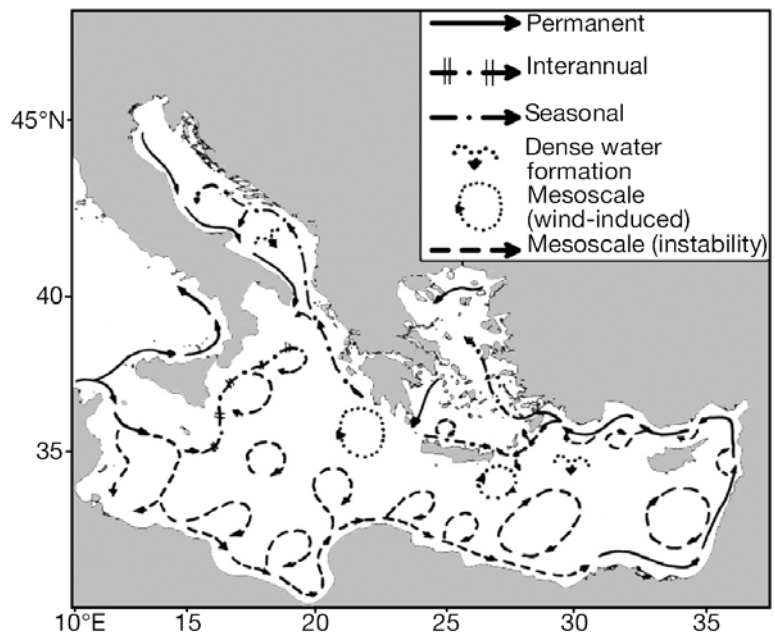 Permanent
Interannual
Seasonal
Dense water
formation
Mesoscale
(wind-induced)
Mesoscale (instability)
45°N
40
35
10°E 15 20 25 30 35